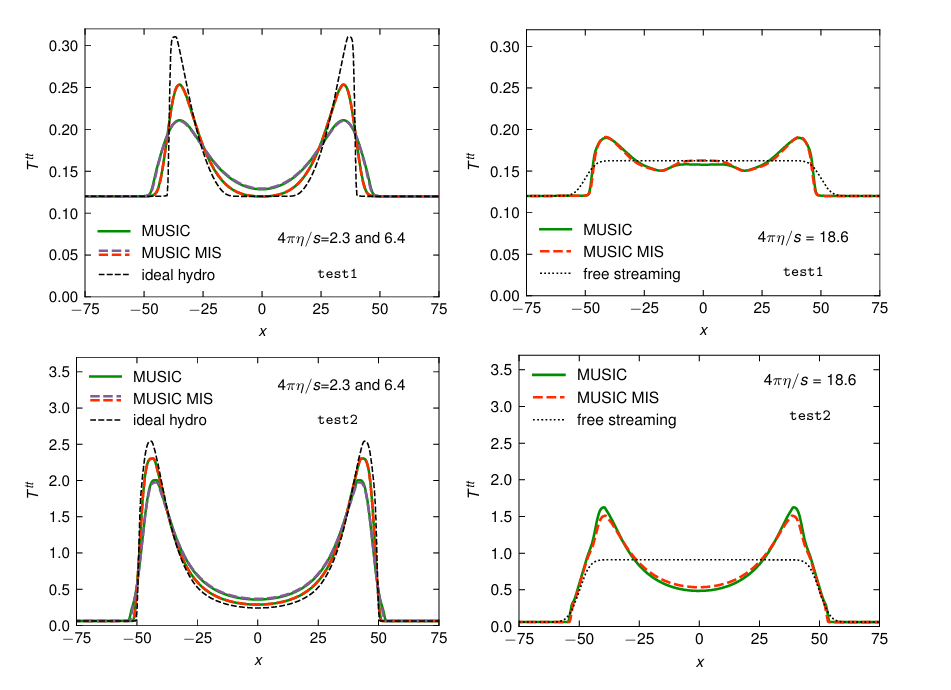 0.30
0.25
0.20
0.15
0.10
0.05
0.00
T^{tt}
MUSIC
MUSIC MIS
ideal hydro
4πη/s=2.3 and 6.4
test1
−75 −50 −25 0 25 50 75
x
0.30
0.25
0.20
0.15
0.10
0.05
0.00
T^{tt}
MUSIC
MUSIC MIS
free streaming
4πη/s = 18.6
test1
−75 −50 −25 0 25 50 75
x
3.5
3.0
2.5
2.0
1.5
1.0
0.5
0.0
T^{tt}
MUSIC
MUSIC MIS
ideal hydro
4πη/s=2.3 and 6.4
test2
−75 −50 −25 0 25 50 75
x
3.5
3.0
2.5
2.0
1.5
1.0
0.5
0.0
T^{tt}
MUSIC
MUSIC MIS
free streaming
4πη/s = 18.6
test2
−75 −50 −25 0 25 50 75
x